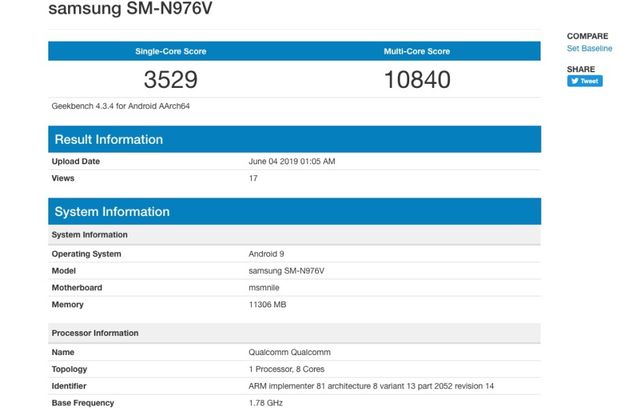 samsung SM-N976V
COMPARE
Set Baseline
SHARE
Tweet
Single-Core Score Multi-Core Score
3529 10840
Geekbench 4.3.4 for Android AArch64
Result Information
Upload Date June 04 2019 01:05 AM
Views 17
System Information
System Information
Operating System Android 9
Model samsung SM-N976V
Motherboard msmnile
Memory 11306 MB
Processor Information
Name Qualcomm Qualcomm
Topology 1 Processor, 8 Cores
Identifier ARM implementer 81 architecture 8 variant 13 part 2052 revision 14
Base Frequency 1.78 GHz